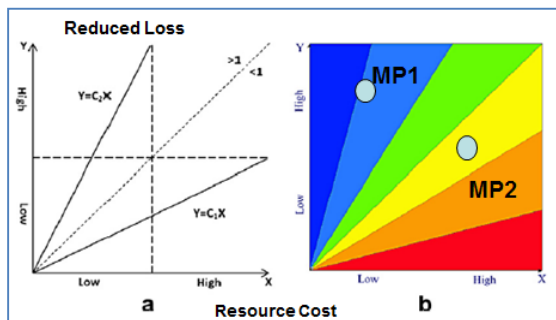 Reduced Loss
Y
High
Low
Y=C₂X
>1
<1
Y=C₁X
Low
High
X
a
Y
High
Low
MP1
MP2
Low
High
X
b
Resource Cost